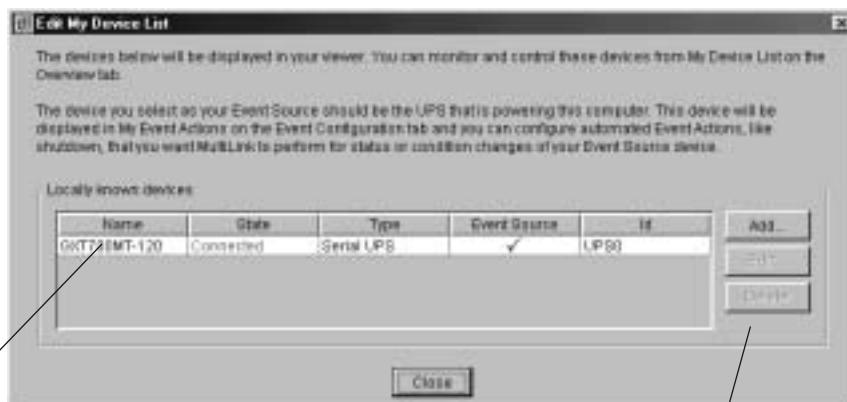 Edit My Device List
The devices below will be displayed in your viewer. You can monitor and control these devices from My Device List on the
Overview tab.
The device you select as your Event Source should be the UPS that is powering this computer. This device will be
displayed in My Event Actions on the Event Configuration tab and you can configure automated Event Actions, like
shutdown, that you want MultiLink to perform for status or condition changes of your Event Source device.
Locally known devices
Name State Type Event Source Id
Connected Serial UPS ✓ UPS0
Add...
Edit...
Delete
Close